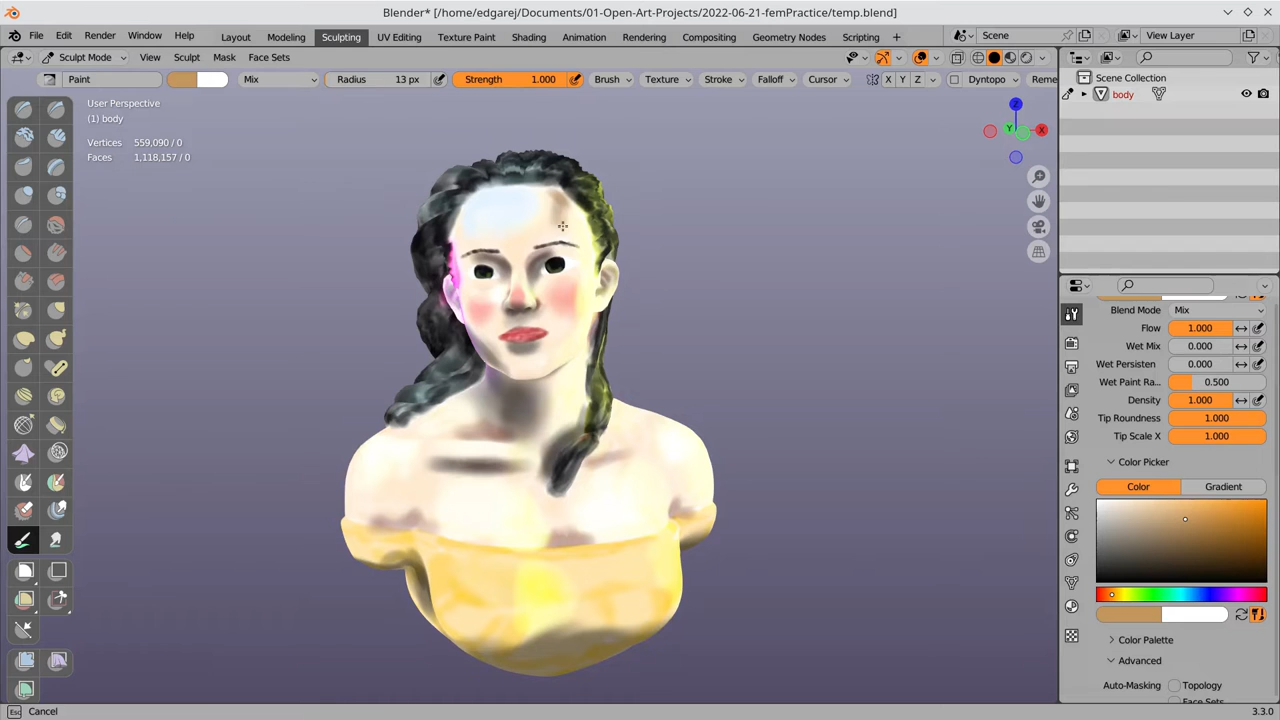 Blender* [/home/edgarej/Documents/01-Open-Art-Projects/2022-06-21-femPractice/temp.blend]
File Edit Render Window Help Layout Modeling Sculpting UV Editing Texture Paint Shading Animation Rendering Compositing Geometry Nodes Scripting + Scene View Layer
Sculpt Mode View Sculpt Mask Face Sets
Paint Mix Radius 13 px Strength 1.000 Brush Texture Stroke Falloff Cursor X Y Z Dyntopo Reme
User Perspective
(1) body
Vertices 559,090 / 0
Faces 1,118,157 / 0
Z
Y X
Scene Collection
body
Blend Mode Mix
Flow 1.000
Wet Mix 0.000
Wet Persisten 0.000
Wet Paint Ra... 0.500
Density 1.000
Tip Roundness 1.000
Tip Scale X 1.000
Color Picker
Color Gradient
Color Palette
Advanced
Auto-Masking Topology
Esc Cancel 3.3.0